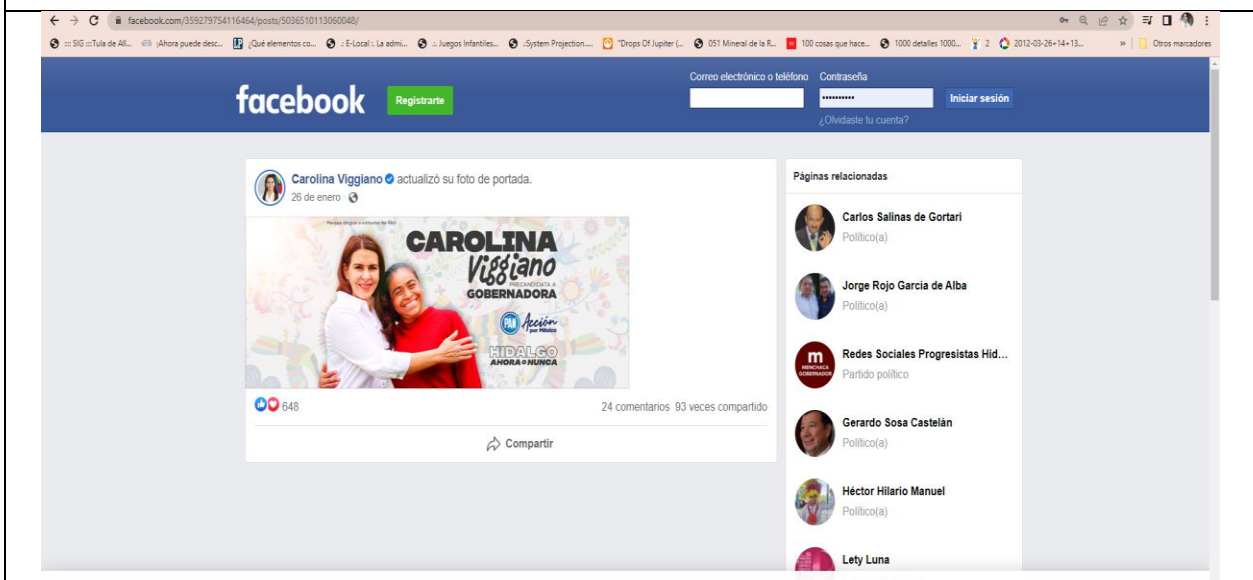 facebook.com/359279754116464/posts/5036510113060048/
::: SIG :::Tula de All...
¡Ahora puede desc...
¿Qué elementos co...
.: E-Local :. La admi...
.:. Juegos Infantiles...
.:System Projection:....
"Drops Of Jupiter (...
051 Mineral de la R...
100 cosas que hace...
1000 detalles 1000...
2
2012-03-26+14+13...
»
Otros marcadores
Correo electrónico o teléfono
Contraseña
facebook
Registrarte
••••••••••
Iniciar sesión
¿Olvidaste tu cuenta?
Carolina Viggiano actualizó su foto de portada.
26 de enero
CAROLINA
Viggiano
PRECANDIDATA A
GOBERNADORA
PAN Acción
por México
HIDALGO
AHORA O NUNCA
648
24 comentarios 93 veces compartido
Compartir
Páginas relacionadas
Carlos Salinas de Gortari
Político(a)
Jorge Rojo García de Alba
Político(a)
m
MENCHACA
GOBERNADOR
Redes Sociales Progresistas Hid...
Partido político
Gerardo Sosa Castelán
Político(a)
Héctor Hilario Manuel
Político(a)
Lety Luna